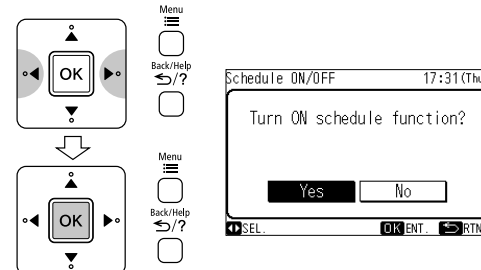 Menu
Back/Help
/?
OK
Menu
Back/Help
/?
OK
Schedule ON/OFF 17:31(Thu
Turn ON schedule function?
Yes No
SEL. OK ENT. RTN